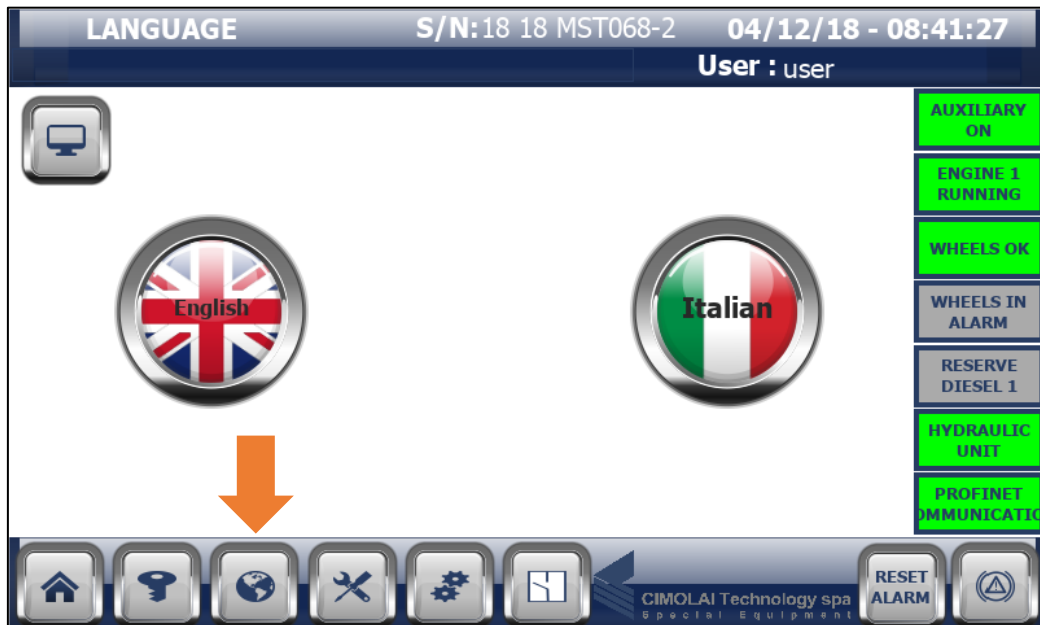 LANGUAGE S/N:18 18 MST068-2 04/12/18 - 08:41:27
User : user
AUXILIARY
ON
ENGINE 1
RUNNING
WHEELS OK
English
Italian
WHEELS IN
ALARM
RESERVE
DIESEL 1
HYDRAULIC
UNIT
PROFINET
OMMUNICATIO
RESET
ALARM
CIMOLAI Technology spa
Special Equipment